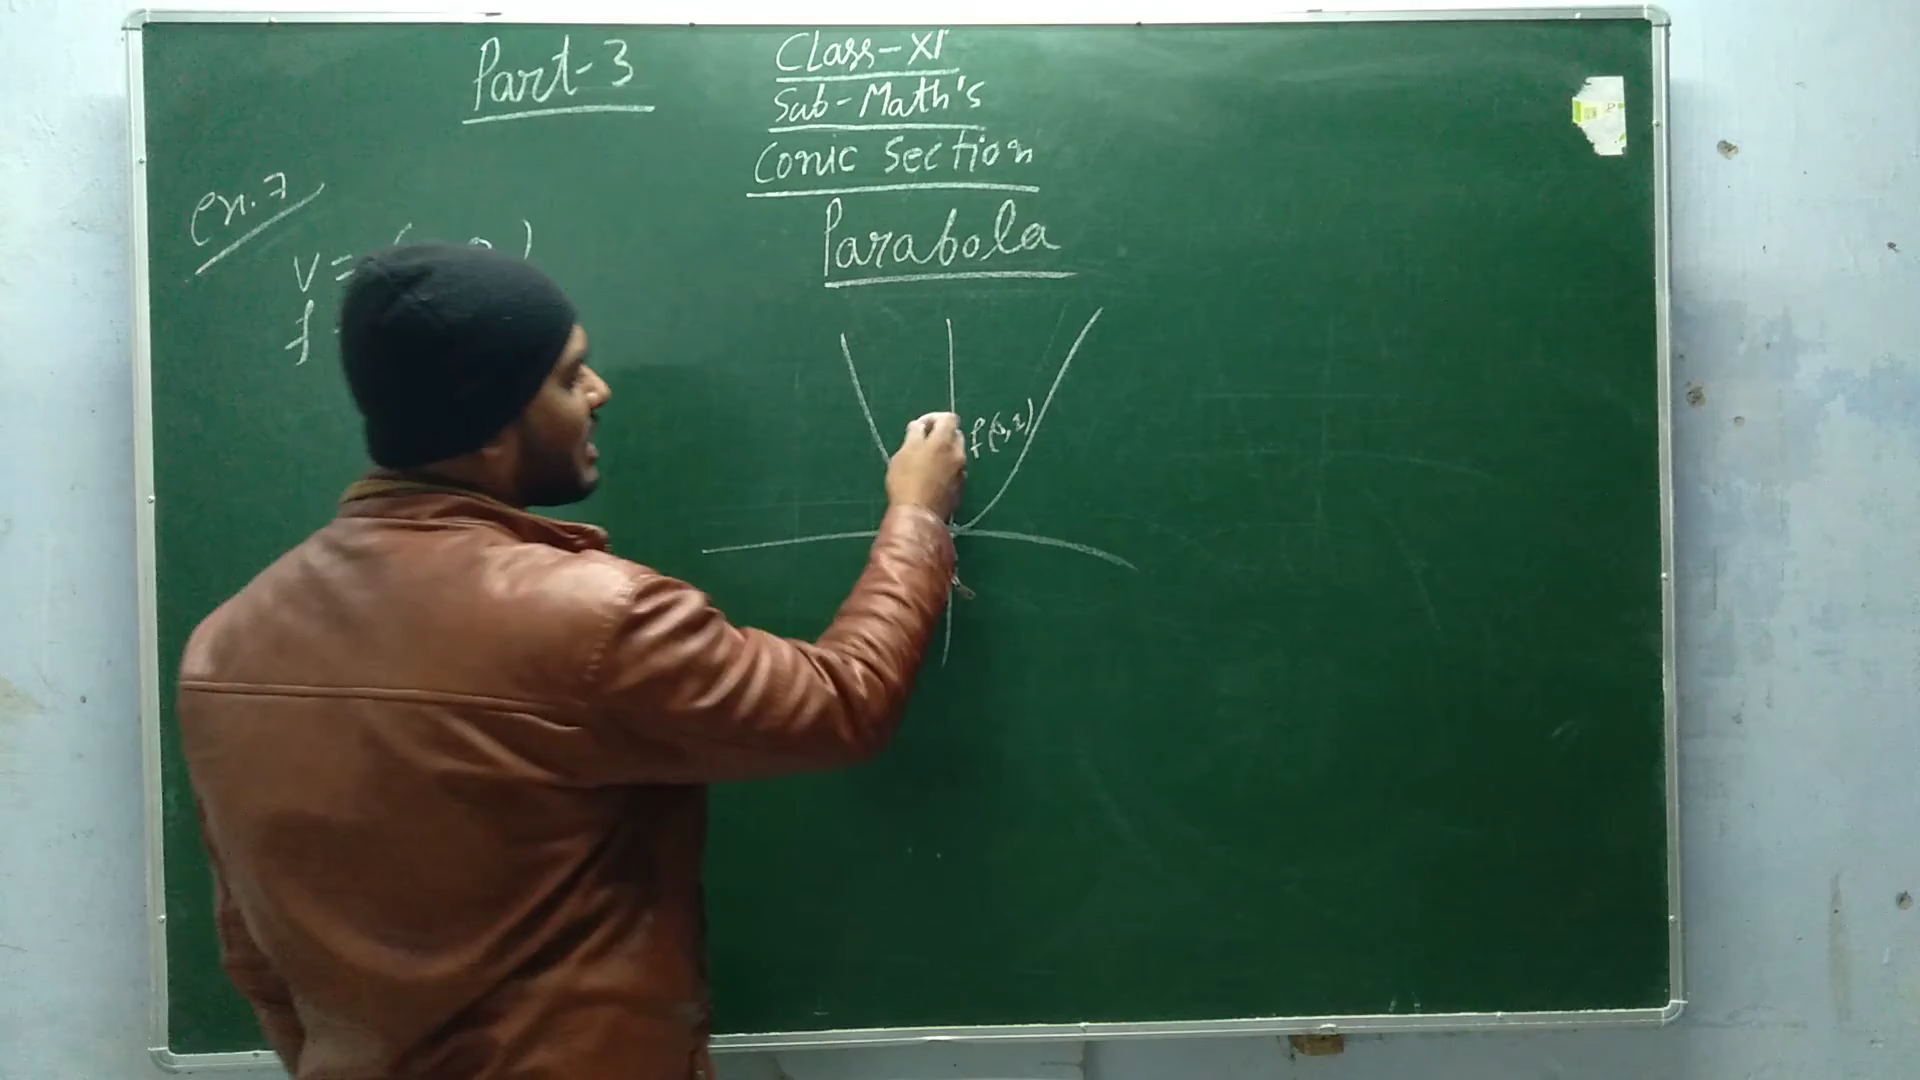 Part-3
Class-XI
Sub-Math's
Conic Section
Parabola
ex.7
V = ( )
f
f(0,2)